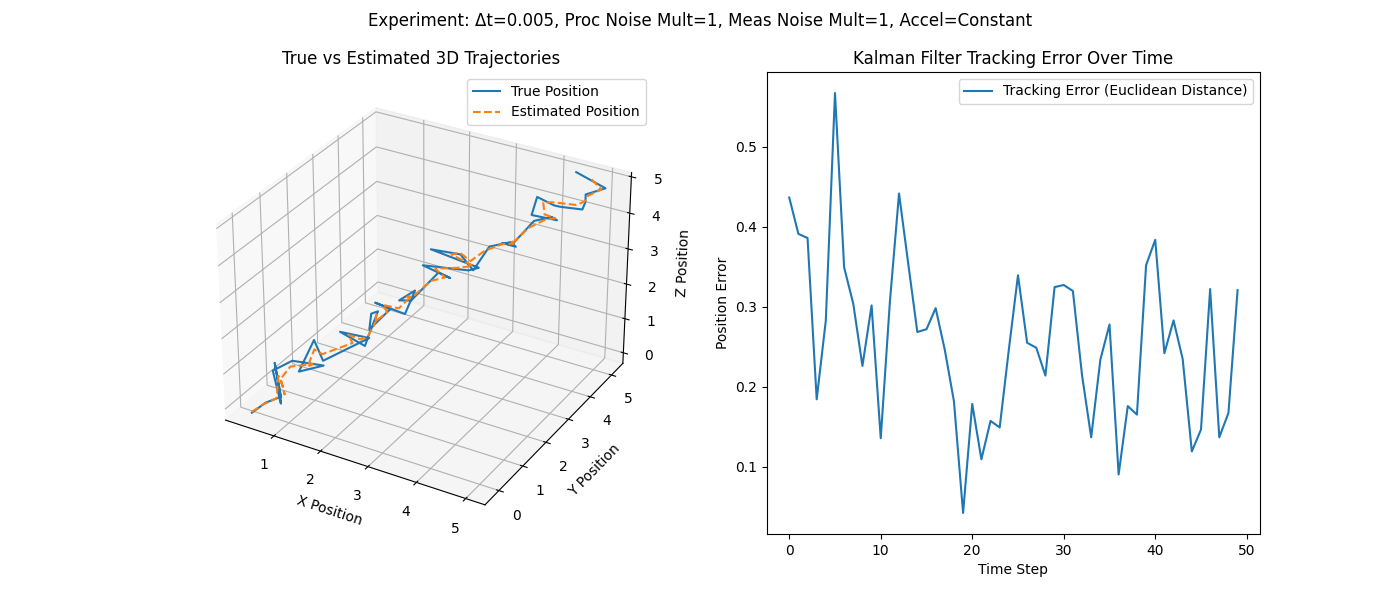 Experiment: Δt=0.005, Proc Noise Mult=1, Meas Noise Mult=1, Accel=Constant
True vs Estimated 3D Trajectories
True Position
Estimated Position
5
4
3
2
1
0
Z Position
5
4
3
2
1
0
Y Position
1
2
3
4
5
X Position
Kalman Filter Tracking Error Over Time
Tracking Error (Euclidean Distance)
0.5
0.4
0.3
0.2
0.1
Position Error
0
10
20
30
40
50
Time Step